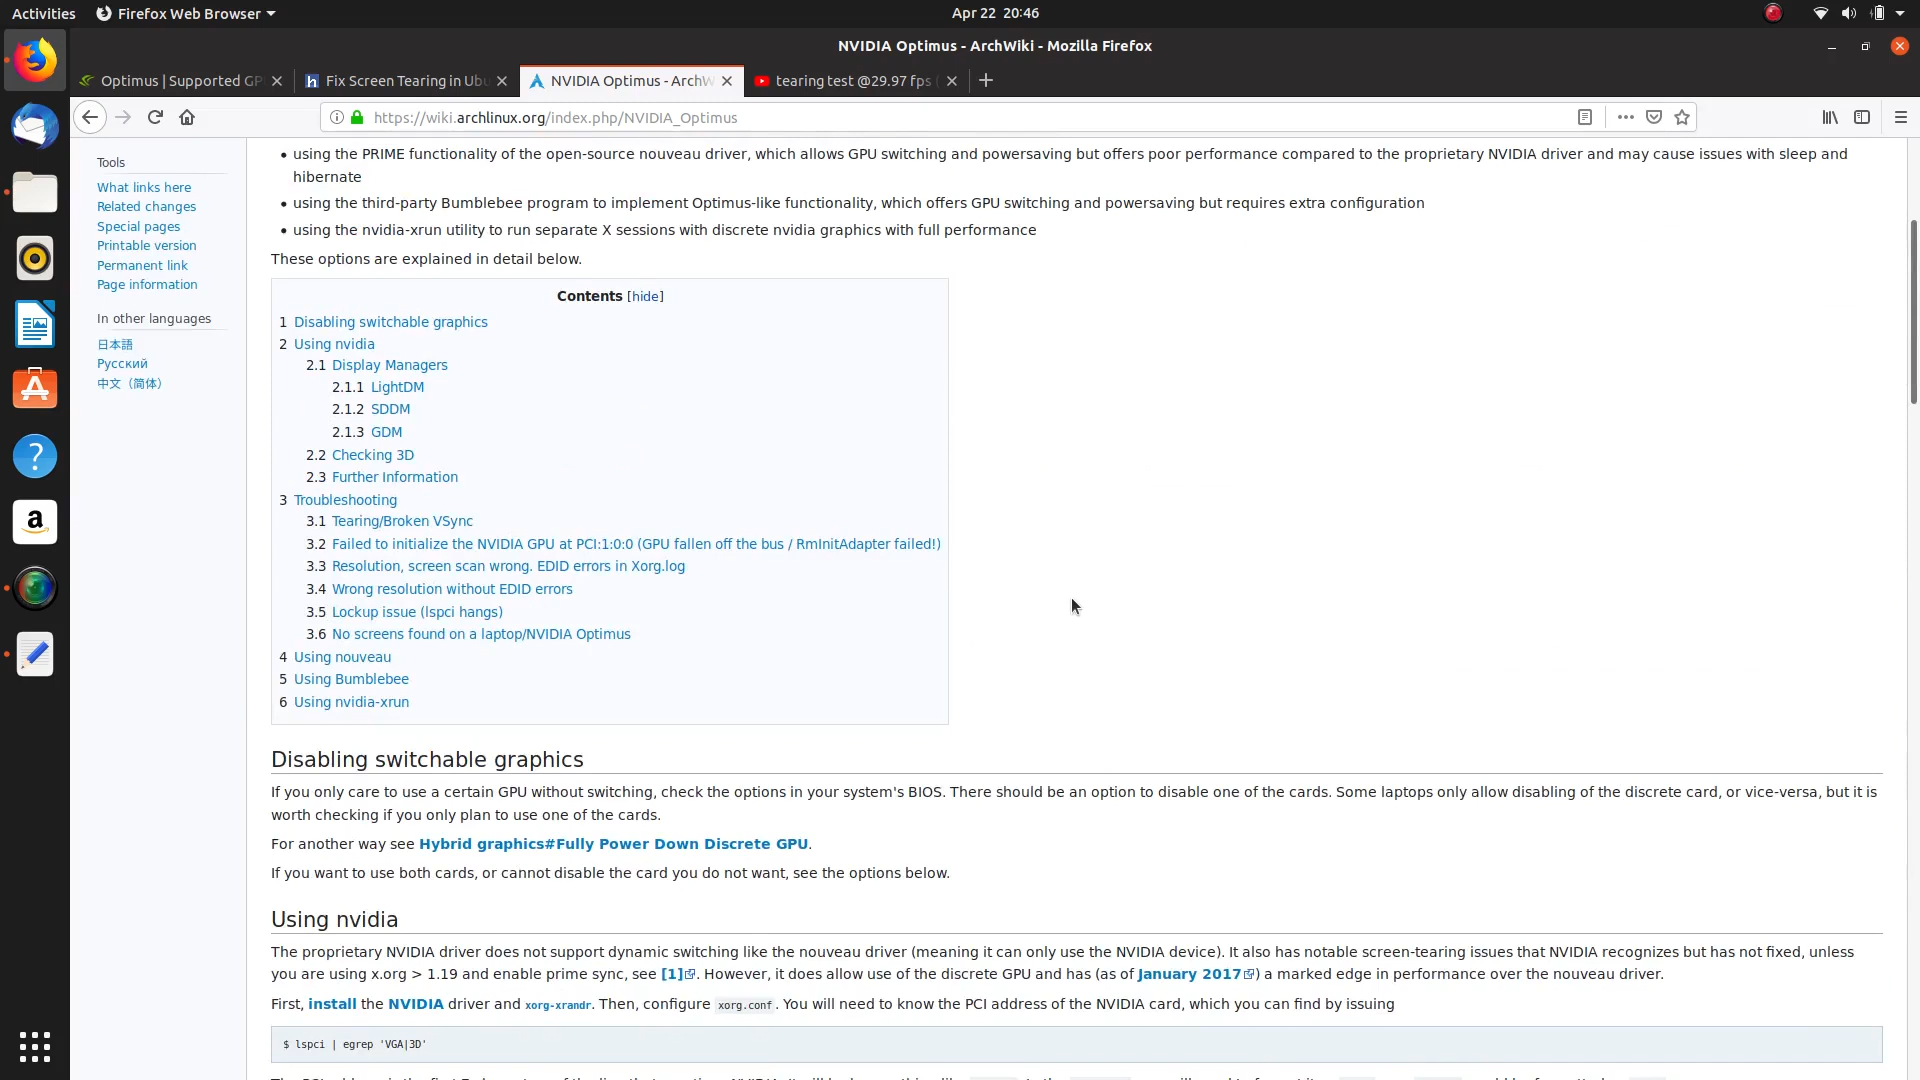 Activities
Firefox Web Browser
Apr 22 20:46
NVIDIA Optimus - ArchWiki - Mozilla Firefox
Optimus | Supported GP
Fix Screen Tearing in Ubu
NVIDIA Optimus - ArchW
tearing test @29.97 fps
https://wiki.archlinux.org/index.php/NVIDIA_Optimus
Tools
What links here
Related changes
Special pages
Printable version
Permanent link
Page information
In other languages
日本語
Русский
中文（简体）
• using the PRIME functionality of the open-source nouveau driver, which allows GPU switching and powersaving but offers poor performance compared to the proprietary NVIDIA driver and may cause issues with sleep and
hibernate
• using the third-party Bumblebee program to implement Optimus-like functionality, which offers GPU switching and powersaving but requires extra configuration
• using the nvidia-xrun utility to run separate X sessions with discrete nvidia graphics with full performance
These options are explained in detail below.
Contents [hide]
1 Disabling switchable graphics
2 Using nvidia
2.1 Display Managers
2.1.1 LightDM
2.1.2 SDDM
2.1.3 GDM
2.2 Checking 3D
2.3 Further Information
3 Troubleshooting
3.1 Tearing/Broken VSync
3.2 Failed to initialize the NVIDIA GPU at PCI:1:0:0 (GPU fallen off the bus / RmInitAdapter failed!)
3.3 Resolution, screen scan wrong. EDID errors in Xorg.log
3.4 Wrong resolution without EDID errors
3.5 Lockup issue (lspci hangs)
3.6 No screens found on a laptop/NVIDIA Optimus
4 Using nouveau
5 Using Bumblebee
6 Using nvidia-xrun
Disabling switchable graphics
If you only care to use a certain GPU without switching, check the options in your system's BIOS. There should be an option to disable one of the cards. Some laptops only allow disabling of the discrete card, or vice-versa, but it is
worth checking if you only plan to use one of the cards.
For another way see Hybrid graphics#Fully Power Down Discrete GPU.
If you want to use both cards, or cannot disable the card you do not want, see the options below.
Using nvidia
The proprietary NVIDIA driver does not support dynamic switching like the nouveau driver (meaning it can only use the NVIDIA device). It also has notable screen-tearing issues that NVIDIA recognizes but has not fixed, unless
you are using x.org > 1.19 and enable prime sync, see [1]. However, it does allow use of the discrete GPU and has (as of January 2017) a marked edge in performance over the nouveau driver.
First, install the NVIDIA driver and xorg-xrandr. Then, configure xorg.conf. You will need to know the PCI address of the NVIDIA card, which you can find by issuing
$ lspci | egrep 'VGA|3D'